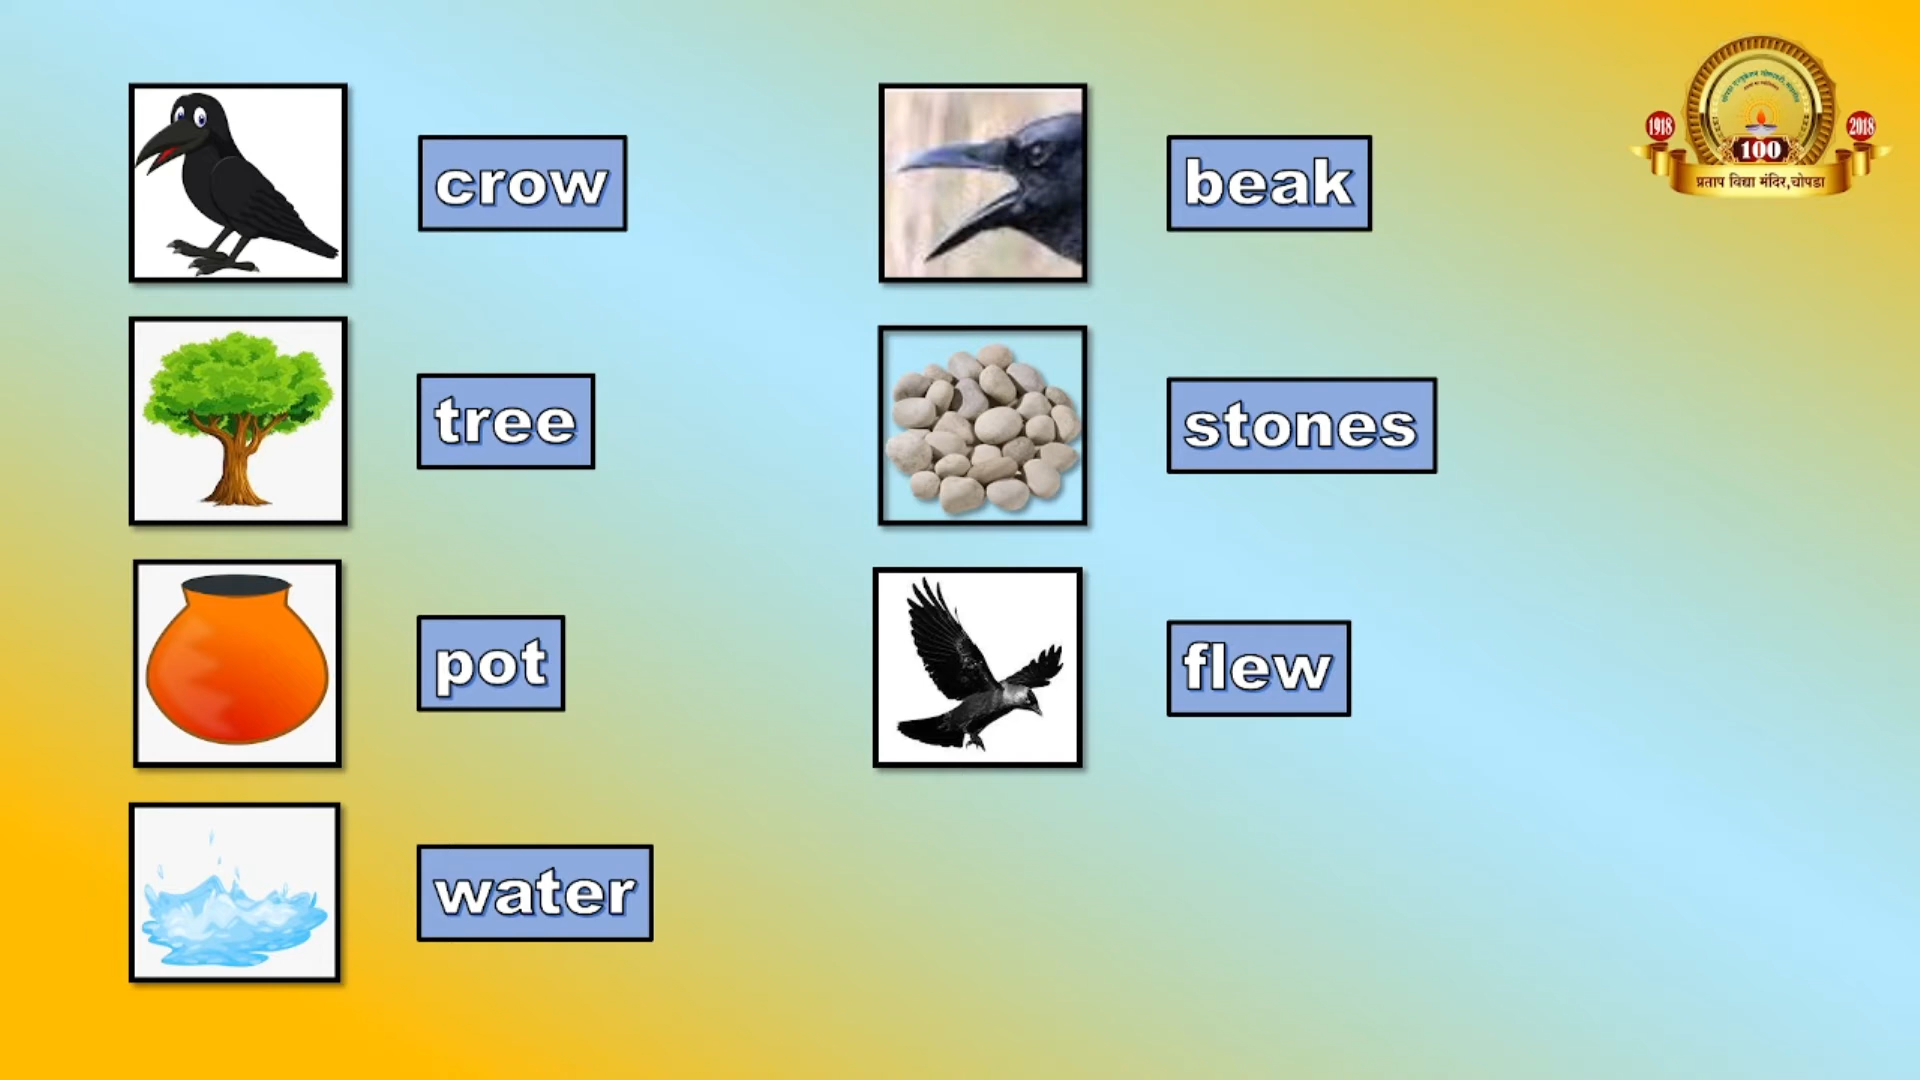 crow
tree
pot
water
beak
stones
flew
1918
2018
100
प्रताप विद्या मंदिर,चोपडा